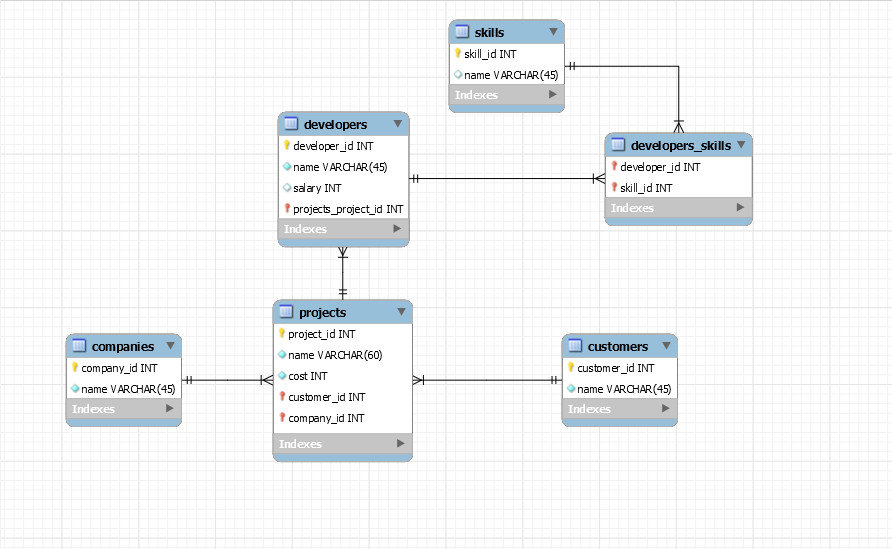 skills
skill_id INT
name VARCHAR(45)
Indexes
developers
developer_id INT
name VARCHAR(45)
salary INT
projects_project_id INT
Indexes
developers_skills
developer_id INT
skill_id INT
Indexes
projects
project_id INT
name VARCHAR(60)
cost INT
customer_id INT
company_id INT
Indexes
companies
company_id INT
name VARCHAR(45)
Indexes
customers
customer_id INT
name VARCHAR(45)
Indexes